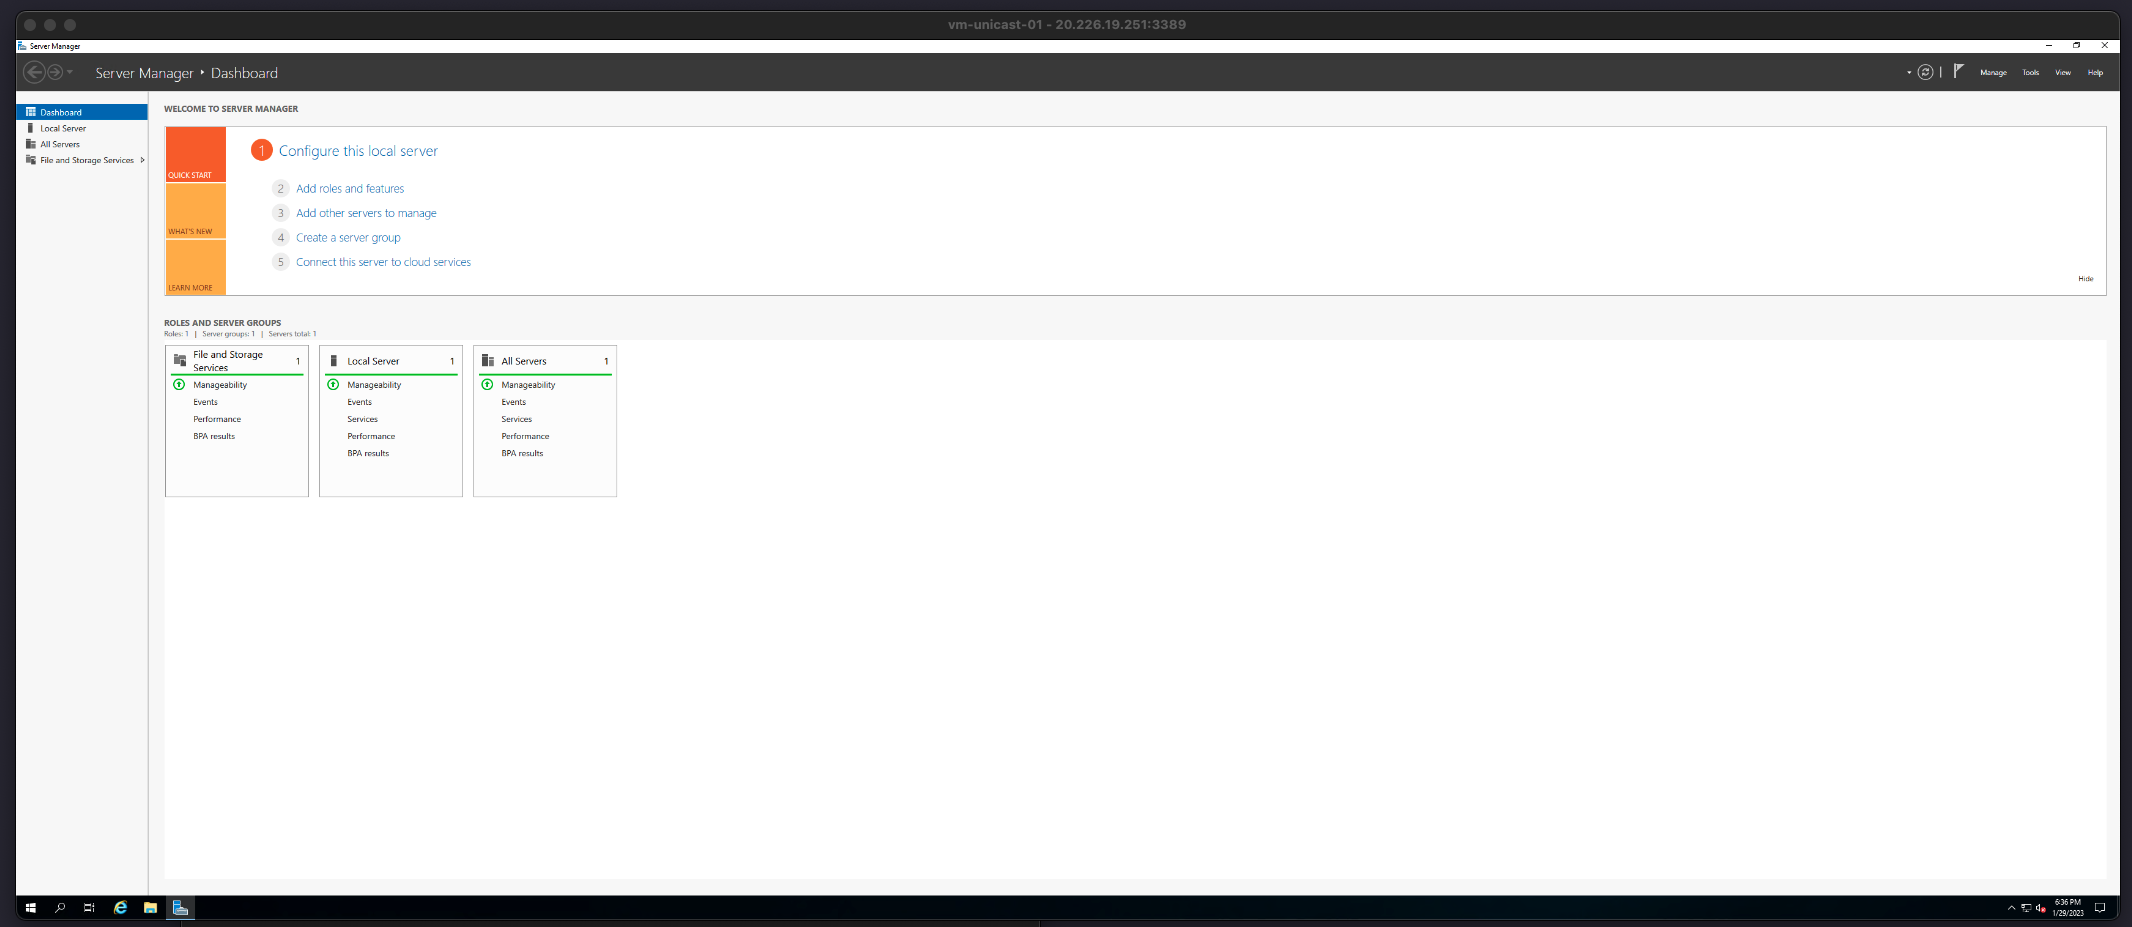 vm-unicast-01 - 20.226.19.251:3389
Server Manager
Server Manager ‣ Dashboard
Manage Tools View Help
Dashboard
Local Server
All Servers
File and Storage Services
WELCOME TO SERVER MANAGER
QUICK START
WHAT'S NEW
LEARN MORE
1 Configure this local server
2 Add roles and features
3 Add other servers to manage
4 Create a server group
5 Connect this server to cloud services
Hide
ROLES AND SERVER GROUPS
Roles: 1 | Server groups: 1 | Servers total: 1
File and Storage
Services
1
Manageability
Events
Performance
BPA results
Local Server 1
Manageability
Events
Services
Performance
BPA results
All Servers 1
Manageability
Events
Services
Performance
BPA results
6:36 PM
1/29/2023